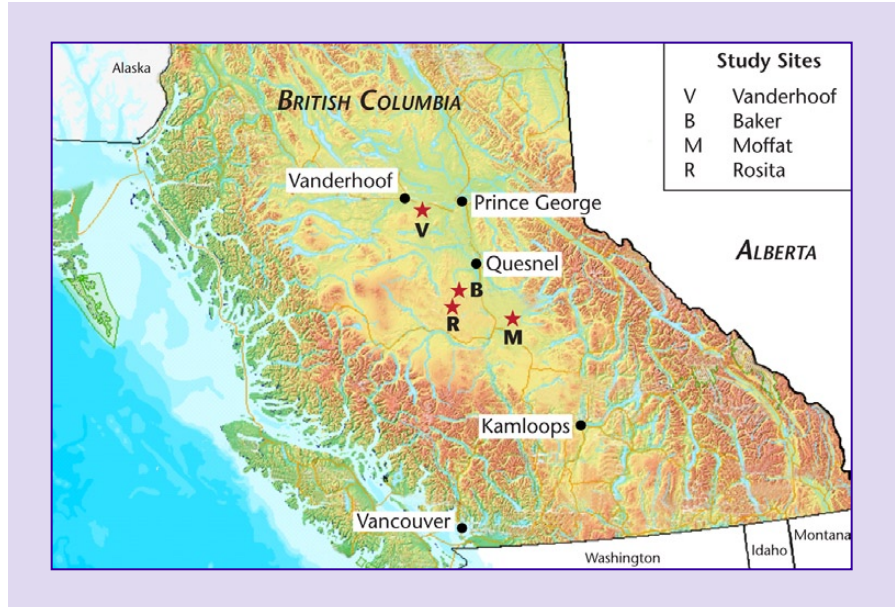 Alaska
BRITISH COLUMBIA
Study Sites
V Vanderhoof
B Baker
M Moffat
R Rosita
Vanderhoof
Prince George
V
ALBERTA
Quesnel
B
R
M
Kamloops
Vancouver
Washington
Idaho
Montana